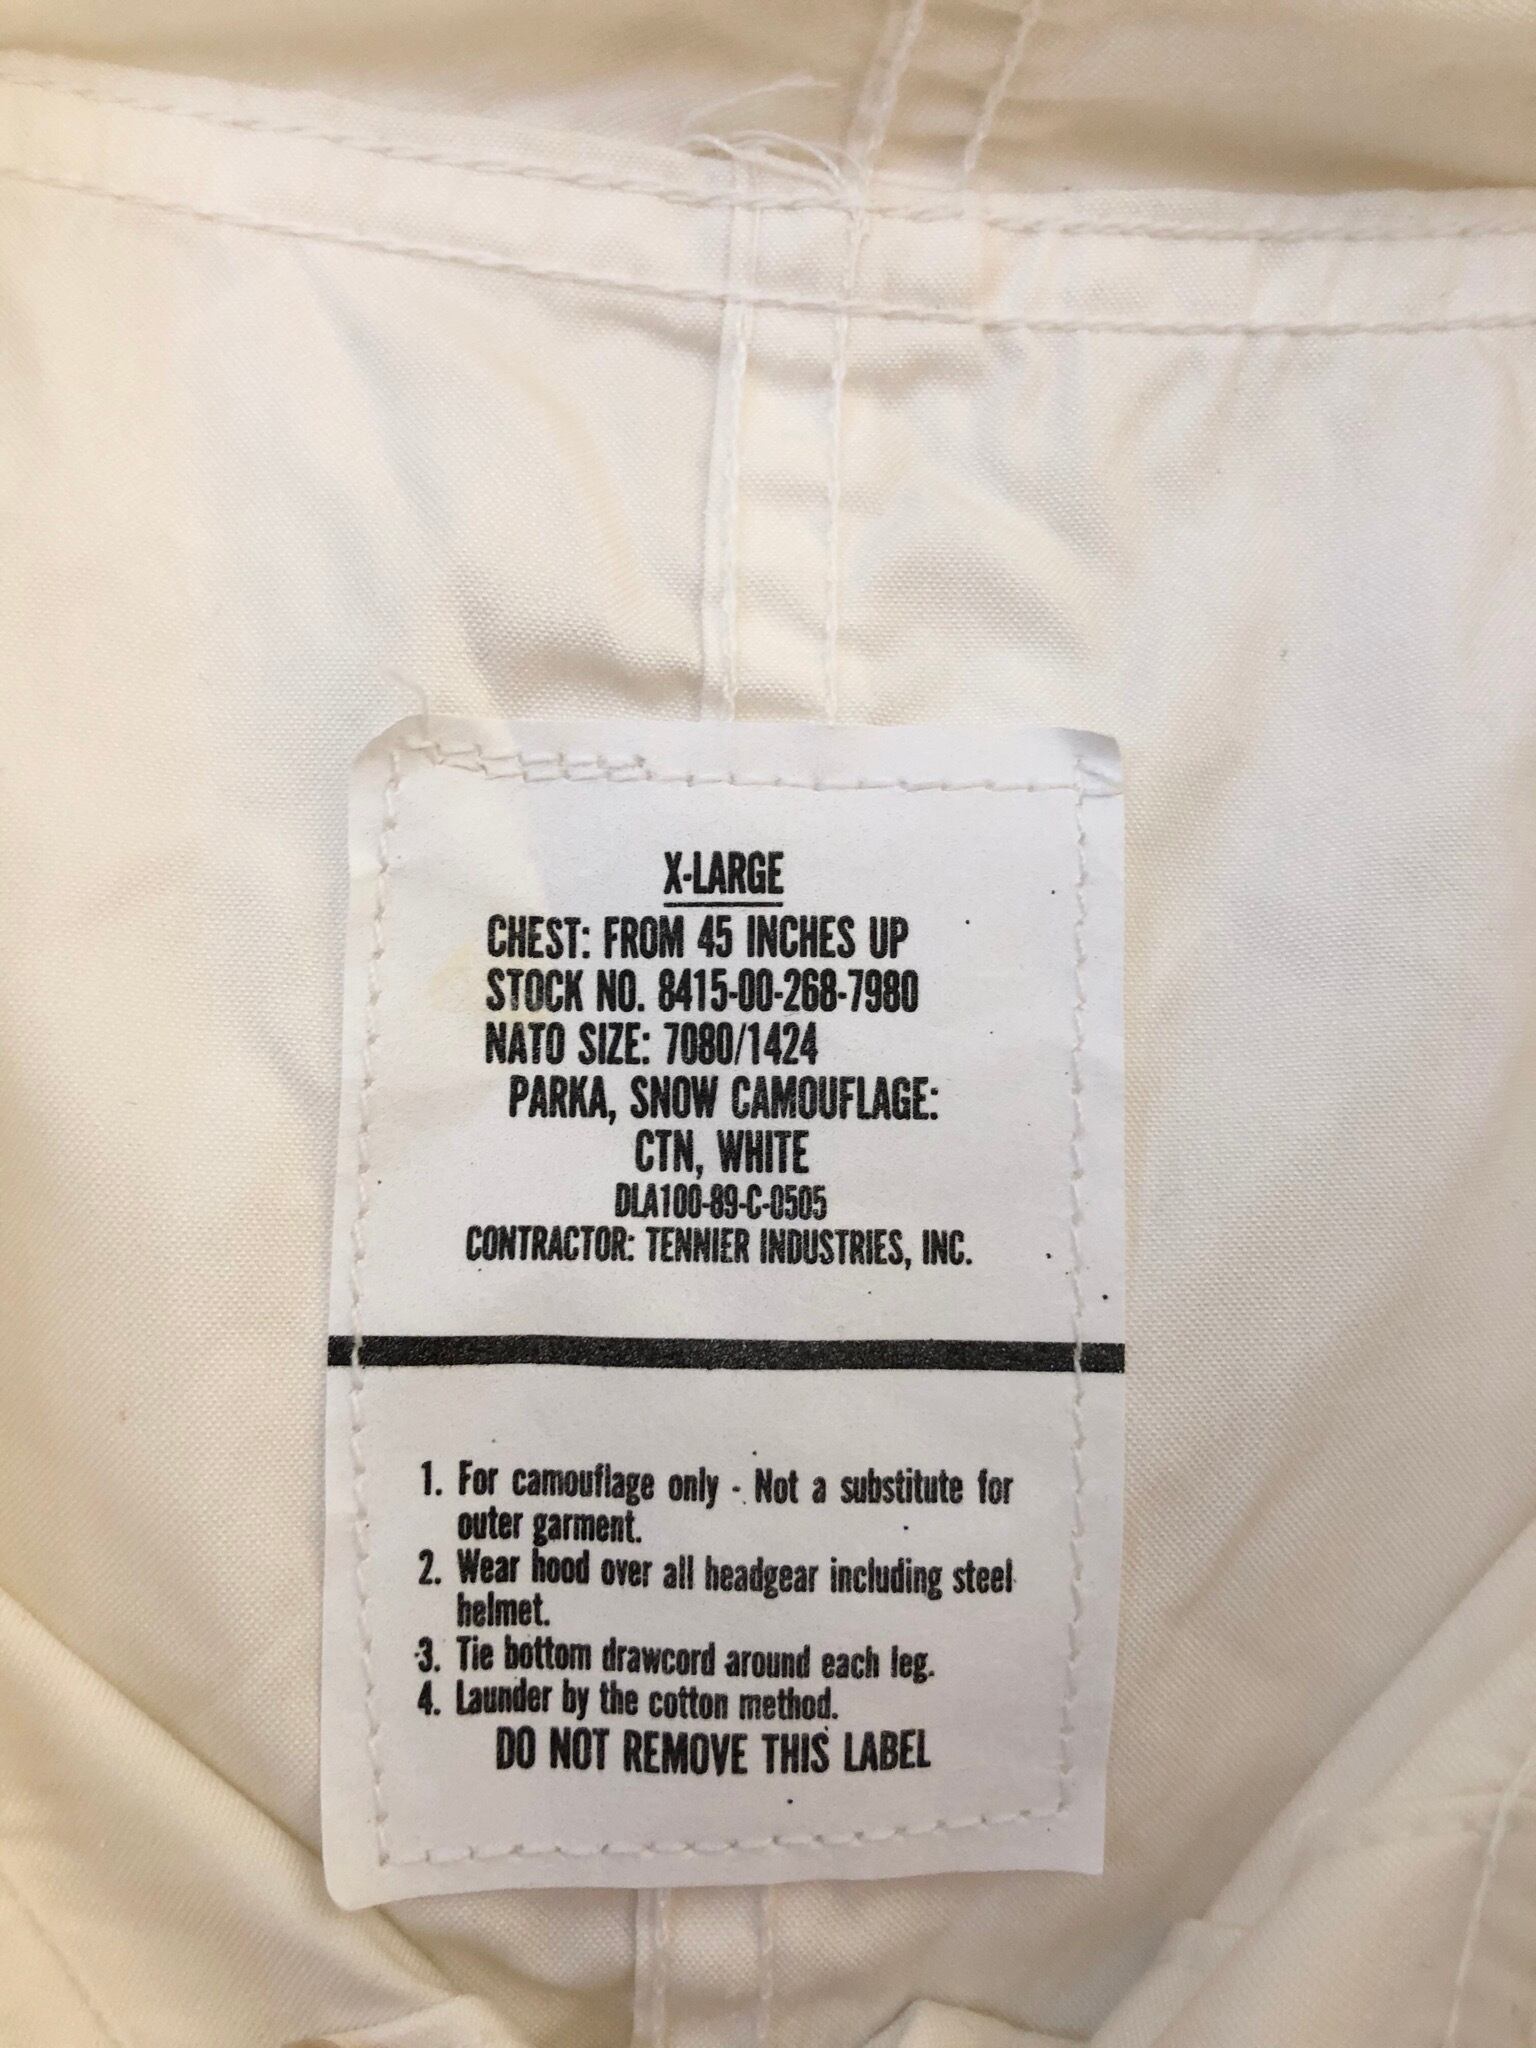 X-LARGE
CHEST: FROM 45 INCHES UP
STOCK NO. 8415-00-268-7980
NATO SIZE: 7080/1424
PARKA, SNOW CAMOUFLAGE:
CTN, WHITE
DLA100-89-C-0505
CONTRACTOR: TENNIER INDUSTRIES, INC.
1. For camouflage only - Not a substitute for
outer garment.
2. Wear hood over all headgear including steel
helmet.
3. Tie bottom drawcord around each leg.
4. Launder by the cotton method.
DO NOT REMOVE THIS LABEL